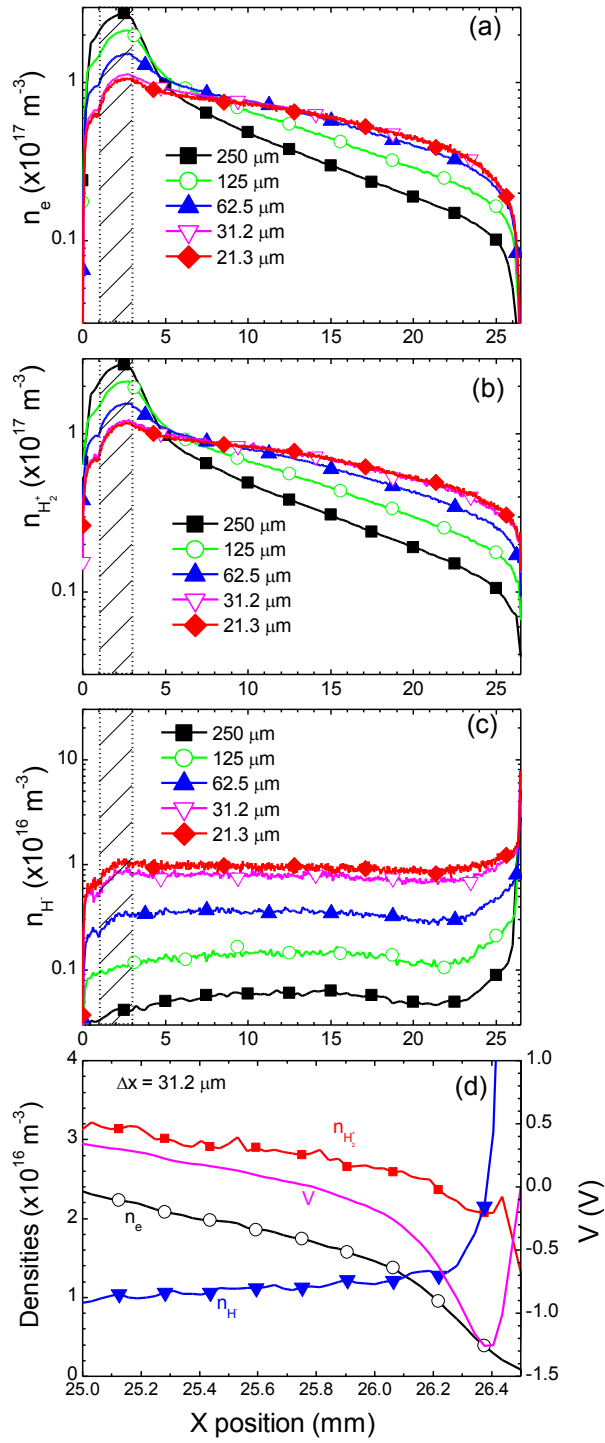 (a)
n_e (x10^17 m^-3)
1
0.1
250 μm
125 μm
62.5 μm
31.2 μm
21.3 μm
0 5 10 15 20 25
(b)
n_{H_2^+} (x10^17 m^-3)
1
0.1
250 μm
125 μm
62.5 μm
31.2 μm
21.3 μm
0 5 10 15 20 25
(c)
n_{H^-} (x10^16 m^-3)
10
1
0.1
250 μm
125 μm
62.5 μm
31.2 μm
21.3 μm
0 5 10 15 20 25
(d)
Δx = 31.2 μm
Densities (x10^16 m^-3)
4
3
2
1
0
n_{H_2^+}
V
n_e
n_{H^-}
V (V)
1.0
0.5
0.0
-0.5
-1.0
-1.5
25.0 25.2 25.4 25.6 25.8 26.0 26.2 26.4
X position (mm)